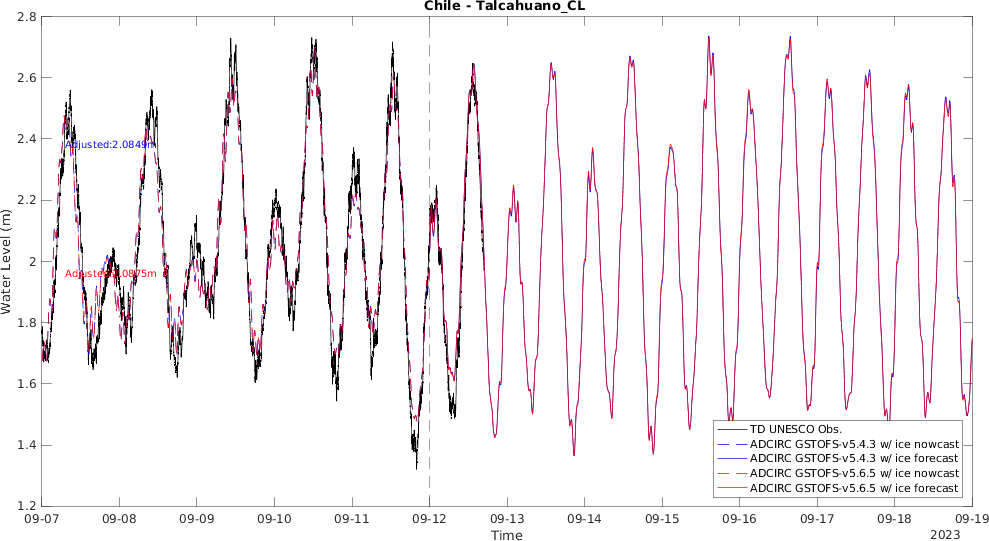 Chile - Talcahuano_CL
Water Level (m)
2.8
2.6
2.4
2.2
2
1.8
1.6
1.4
1.2
Adjusted:2.0849m
Adjusted:2.0875m
TD UNESCO Obs.
ADCIRC GSTOFS-v5.4.3 w/ ice nowcast
ADCIRC GSTOFS-v5.4.3 w/ ice forecast
ADCIRC GSTOFS-v5.6.5 w/ ice nowcast
ADCIRC GSTOFS-v5.6.5 w/ ice forecast
09-07 09-08 09-09 09-10 09-11 09-12 09-13 09-14 09-15 09-16 09-17 09-18 09-19
Time
2023